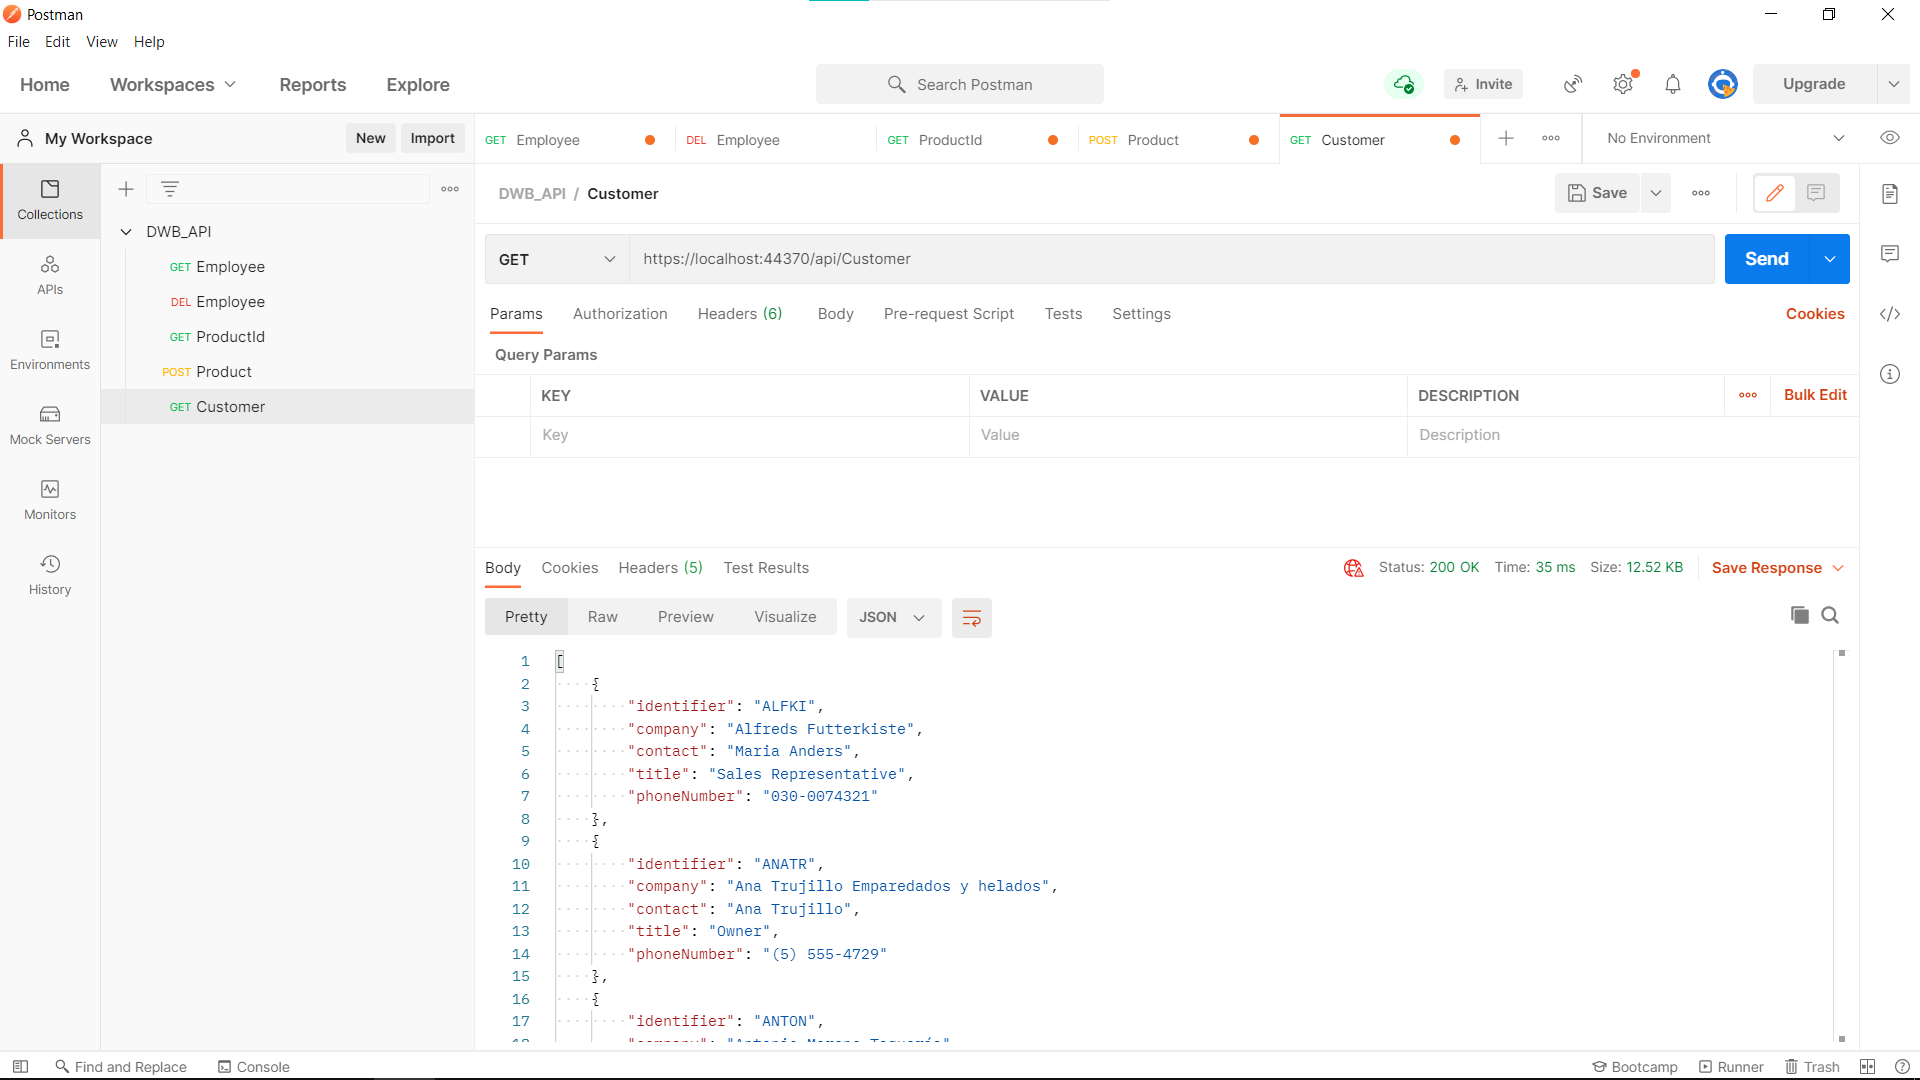 Postman
File Edit View Help
Home Workspaces Reports Explore Search Postman Invite Upgrade
My Workspace New Import GET Employee DEL Employee GET ProductId POST Product GET Customer No Environment
Collections
APIs
Environments
Mock Servers
Monitors
History
DWB_API
GET Employee
DEL Employee
GET ProductId
POST Product
GET Customer
DWB_API / Customer Save
GET https://localhost:44370/api/Customer Send
Params Authorization Headers (6) Body Pre-request Script Tests Settings Cookies
Query Params
KEY VALUE DESCRIPTION Bulk Edit
Key Value Description
Body Cookies Headers (5) Test Results Status: 200 OK Time: 35 ms Size: 12.52 KB Save Response
Pretty Raw Preview Visualize JSON
1 [
2 {
3 "identifier": "ALFKI",
4 "company": "Alfreds Futterkiste",
5 "contact": "Maria Anders",
6 "title": "Sales Representative",
7 "phoneNumber": "030-0074321"
8 },
9 {
10 "identifier": "ANATR",
11 "company": "Ana Trujillo Emparedados y helados",
12 "contact": "Ana Trujillo",
13 "title": "Owner",
14 "phoneNumber": "(5) 555-4729"
15 },
16 {
17 "identifier": "ANTON",
Find and Replace Console Bootcamp Runner Trash